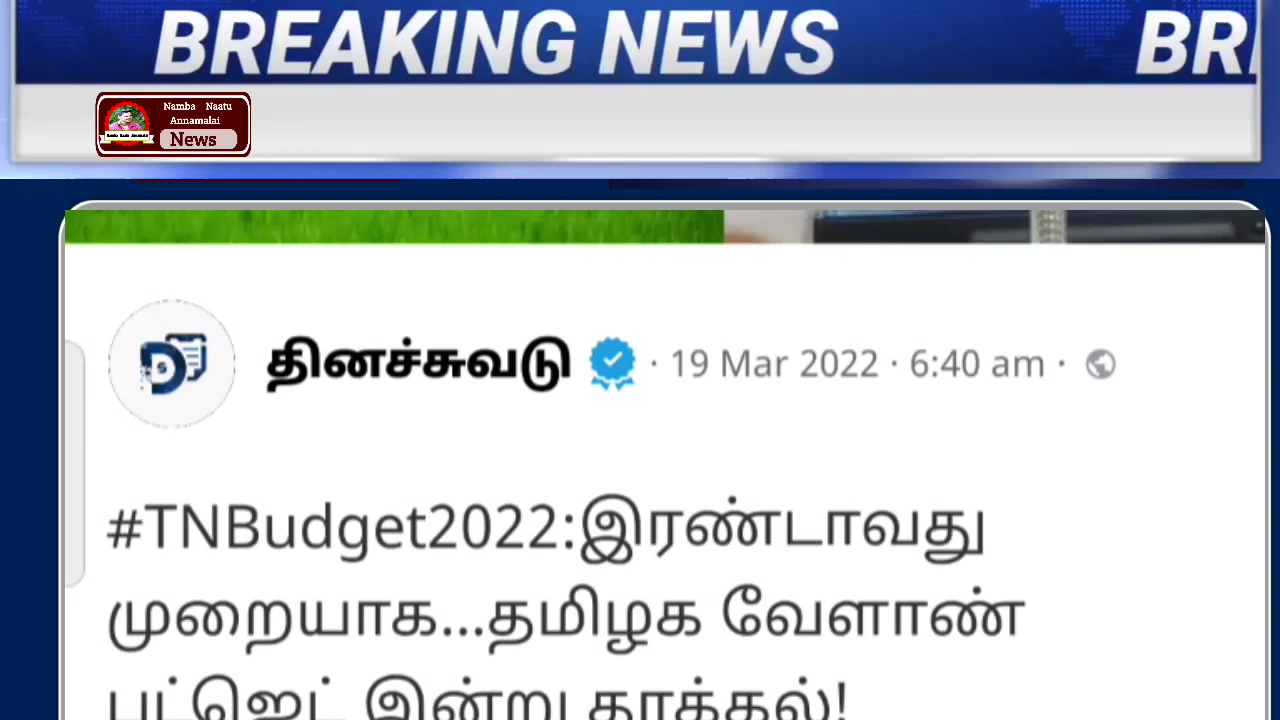 BREAKING NEWS BR
Namba Naatu
Annamalai
News
தினச்சுவடு · 19 Mar 2022 · 6:40 am ·
#TNBudget2022:இரண்டாவது
முறையாக...தமிழக வேளாண்
பட்ஜெட் இன்று தாக்கல்!